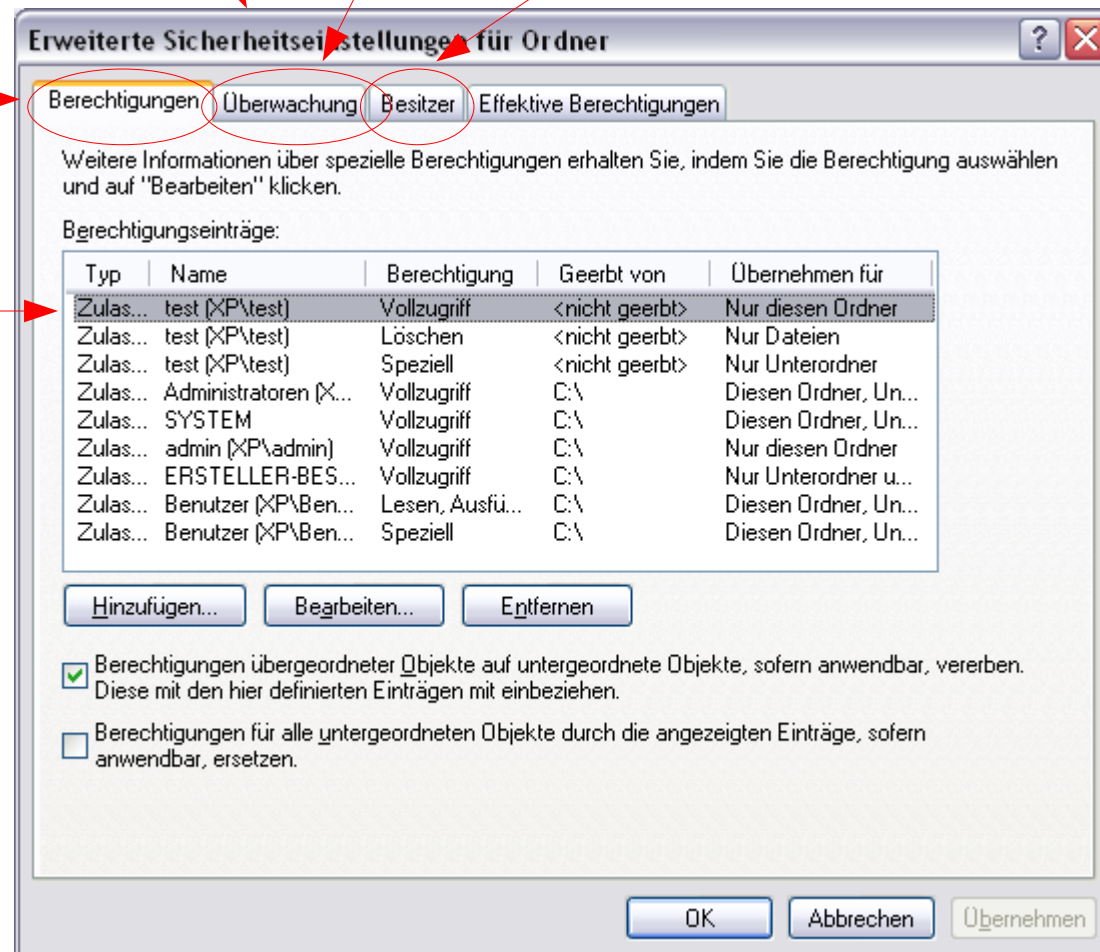 Erweiterte Sicherheitseinstellungen für Ordner
Berechtigungen Überwachung Besitzer Effektive Berechtigungen
Weitere Informationen über spezielle Berechtigungen erhalten Sie, indem Sie die Berechtigung auswählen
und auf "Bearbeiten" klicken.
Berechtigungseinträge:
Typ Name Berechtigung Geerbt von Übernehmen für
Zulas... test (XP\test) Vollzugriff <nicht geerbt> Nur diesen Ordner
Zulas... test (XP\test) Löschen <nicht geerbt> Nur Dateien
Zulas... test (XP\test) Speziell <nicht geerbt> Nur Unterordner
Zulas... Administratoren (X... Vollzugriff C:\ Diesen Ordner, Un...
Zulas... SYSTEM Vollzugriff C:\ Diesen Ordner, Un...
Zulas... admin (XP\admin) Vollzugriff C:\ Nur diesen Ordner
Zulas... ERSTELLER-BES... Vollzugriff C:\ Nur Unterordner u...
Zulas... Benutzer (XP\Ben... Lesen, Ausfü... C:\ Diesen Ordner, Un...
Zulas... Benutzer (XP\Ben... Speziell C:\ Diesen Ordner, Un...
Hinzufügen... Bearbeiten... Entfernen
Berechtigungen übergeordneter Objekte auf untergeordnete Objekte, sofern anwendbar, vererben.
Diese mit den hier definierten Einträgen mit einbeziehen.
Berechtigungen für alle untergeordneten Objekte durch die angezeigten Einträge, sofern
anwendbar, ersetzen.
OK Abbrechen Übernehmen